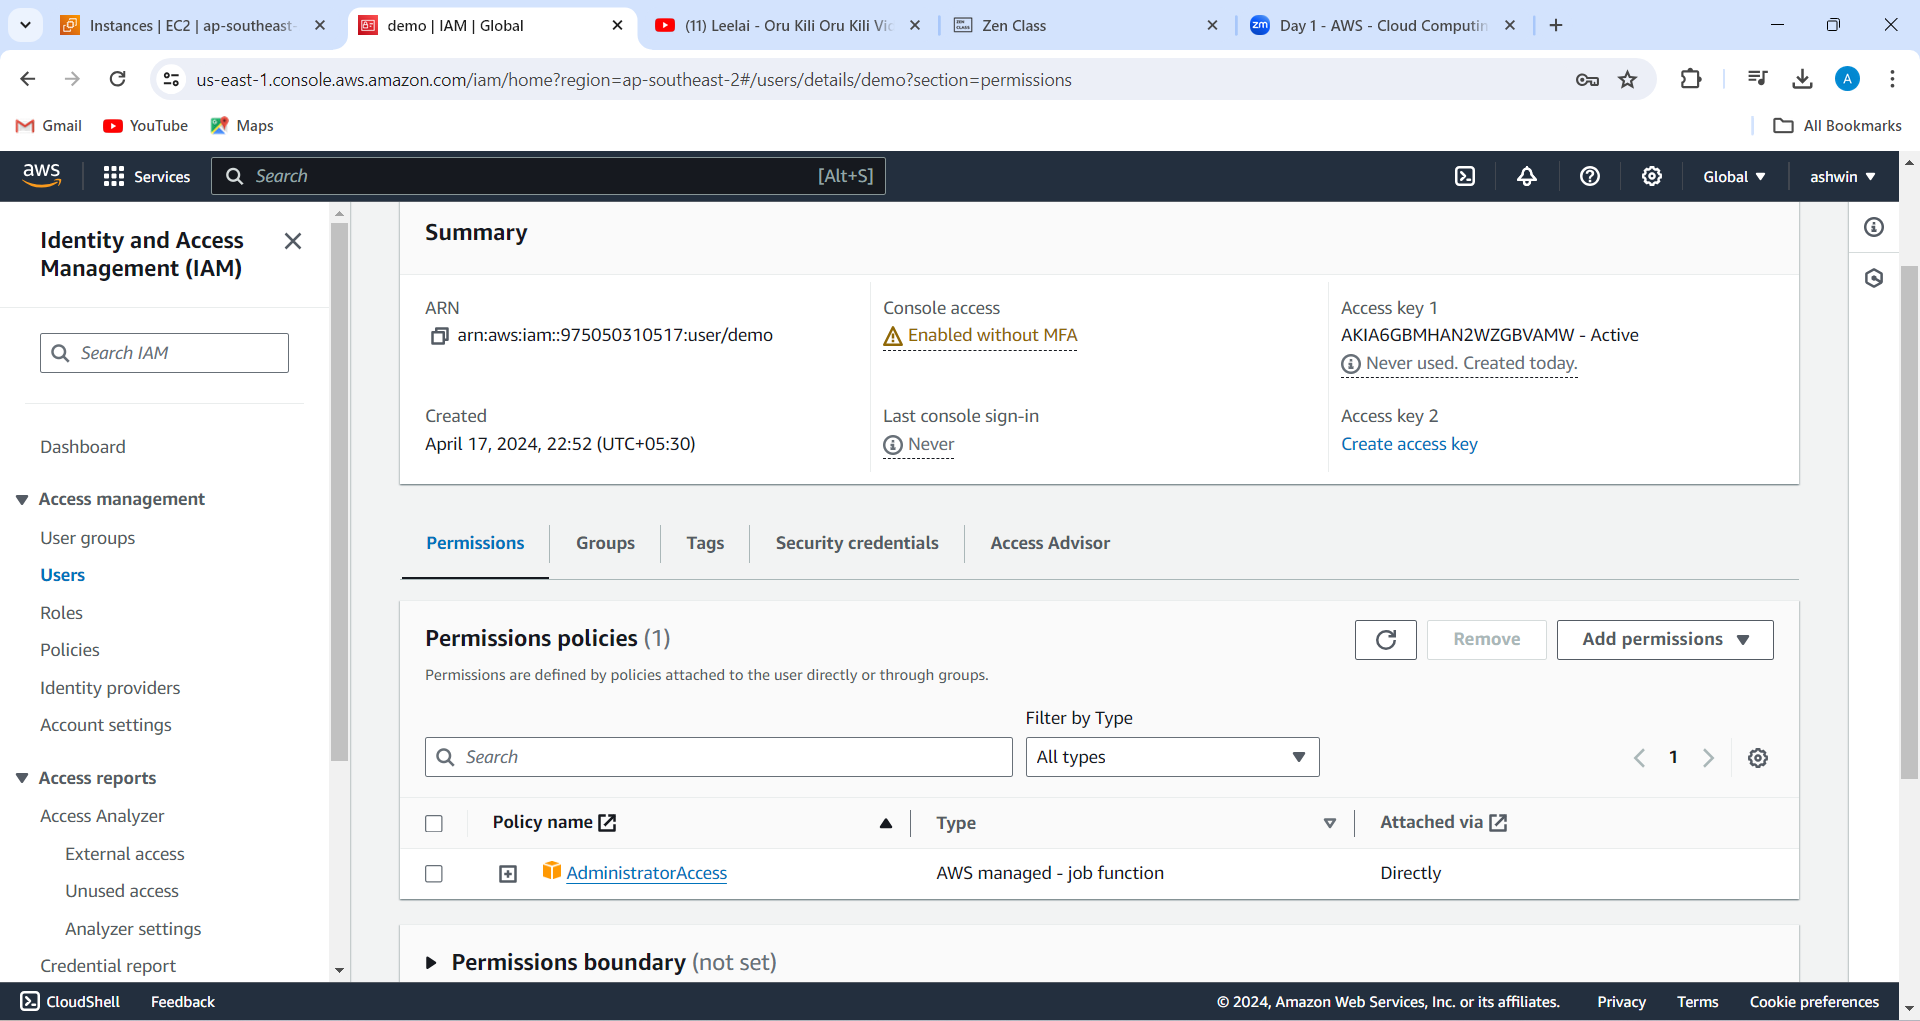 Instances | EC2 | ap-southeast-
demo | IAM | Global
(11) Leelai - Oru Kili Oru Kili Vid
Zen Class
zm Day 1 - AWS - Cloud Computin
us-east-1.console.aws.amazon.com/iam/home?region=ap-southeast-2#/users/details/demo?section=permissions
A
Gmail
YouTube
Maps
All Bookmarks
aws
Services
Search
[Alt+S]
Global
ashwin
Identity and Access
Management (IAM)
Search IAM
Dashboard
Access management
User groups
Users
Roles
Policies
Identity providers
Account settings
Access reports
Access Analyzer
External access
Unused access
Analyzer settings
Credential report
Summary
ARN
arn:aws:iam::975050310517:user/demo
Console access
Enabled without MFA
Access key 1
AKIA6GBMHAN2WZGBVAMW - Active
Never used. Created today.
Created
April 17, 2024, 22:52 (UTC+05:30)
Last console sign-in
Never
Access key 2
Create access key
Permissions
Groups
Tags
Security credentials
Access Advisor
Permissions policies (1)
Remove
Add permissions
Permissions are defined by policies attached to the user directly or through groups.
Filter by Type
Search
All types
1
Policy name
Type
Attached via
AdministratorAccess
AWS managed - job function
Directly
Permissions boundary (not set)
CloudShell
Feedback
© 2024, Amazon Web Services, Inc. or its affiliates.
Privacy
Terms
Cookie preferences